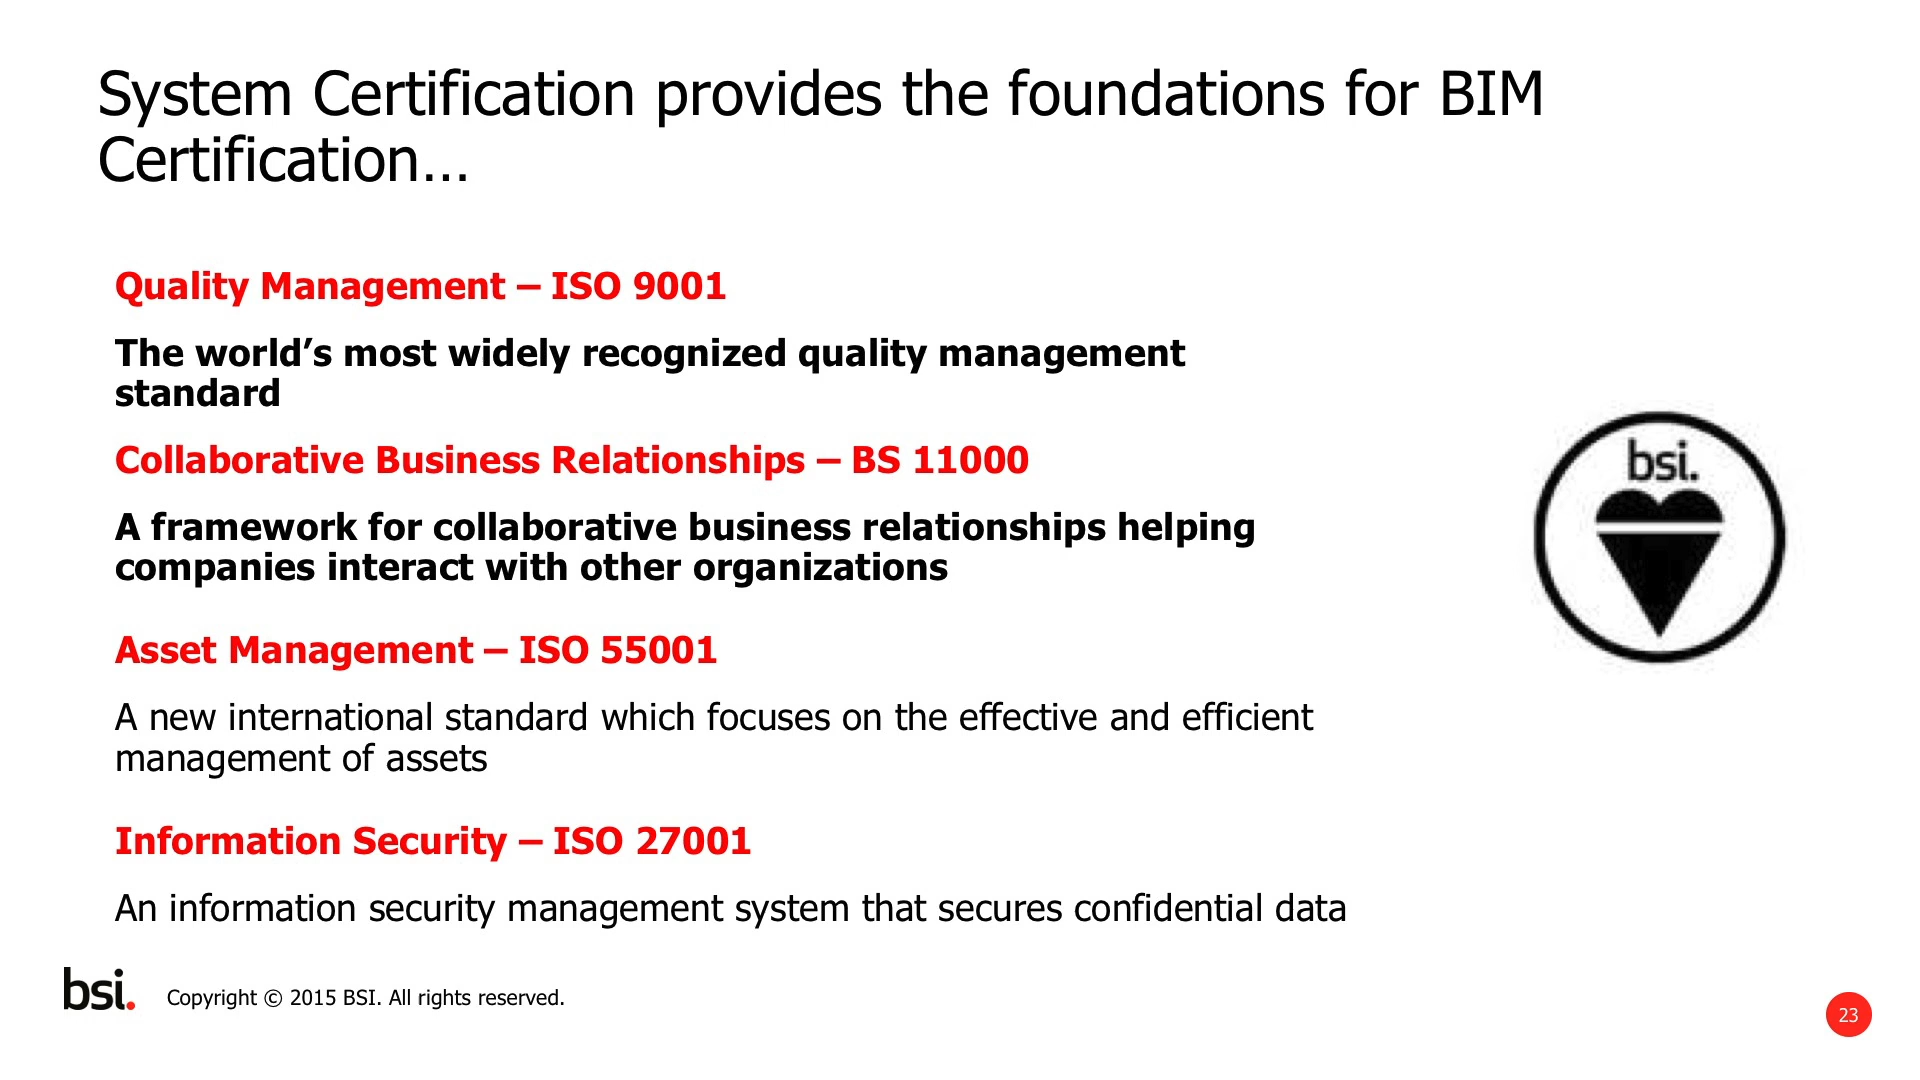 System Certification provides the foundations for BIM
Certification…
Quality Management – ISO 9001
The world’s most widely recognized quality management
standard
Collaborative Business Relationships – BS 11000
A framework for collaborative business relationships helping
companies interact with other organizations
Asset Management – ISO 55001
A new international standard which focuses on the effective and efficient
management of assets
Information Security – ISO 27001
An information security management system that secures confidential data
bsi.
bsi.
Copyright © 2015 BSI. All rights reserved.
23